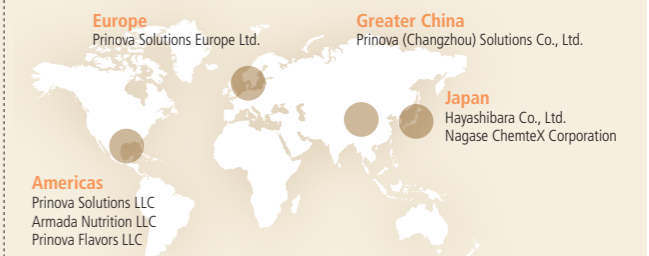 Europe
Prinova Solutions Europe Ltd.
Greater China
Prinova (Changzhou) Solutions Co., Ltd.
Japan
Hayashibara Co., Ltd.
Nagase ChemteX Corporation
Americas
Prinova Solutions LLC
Armada Nutrition LLC
Prinova Flavors LLC